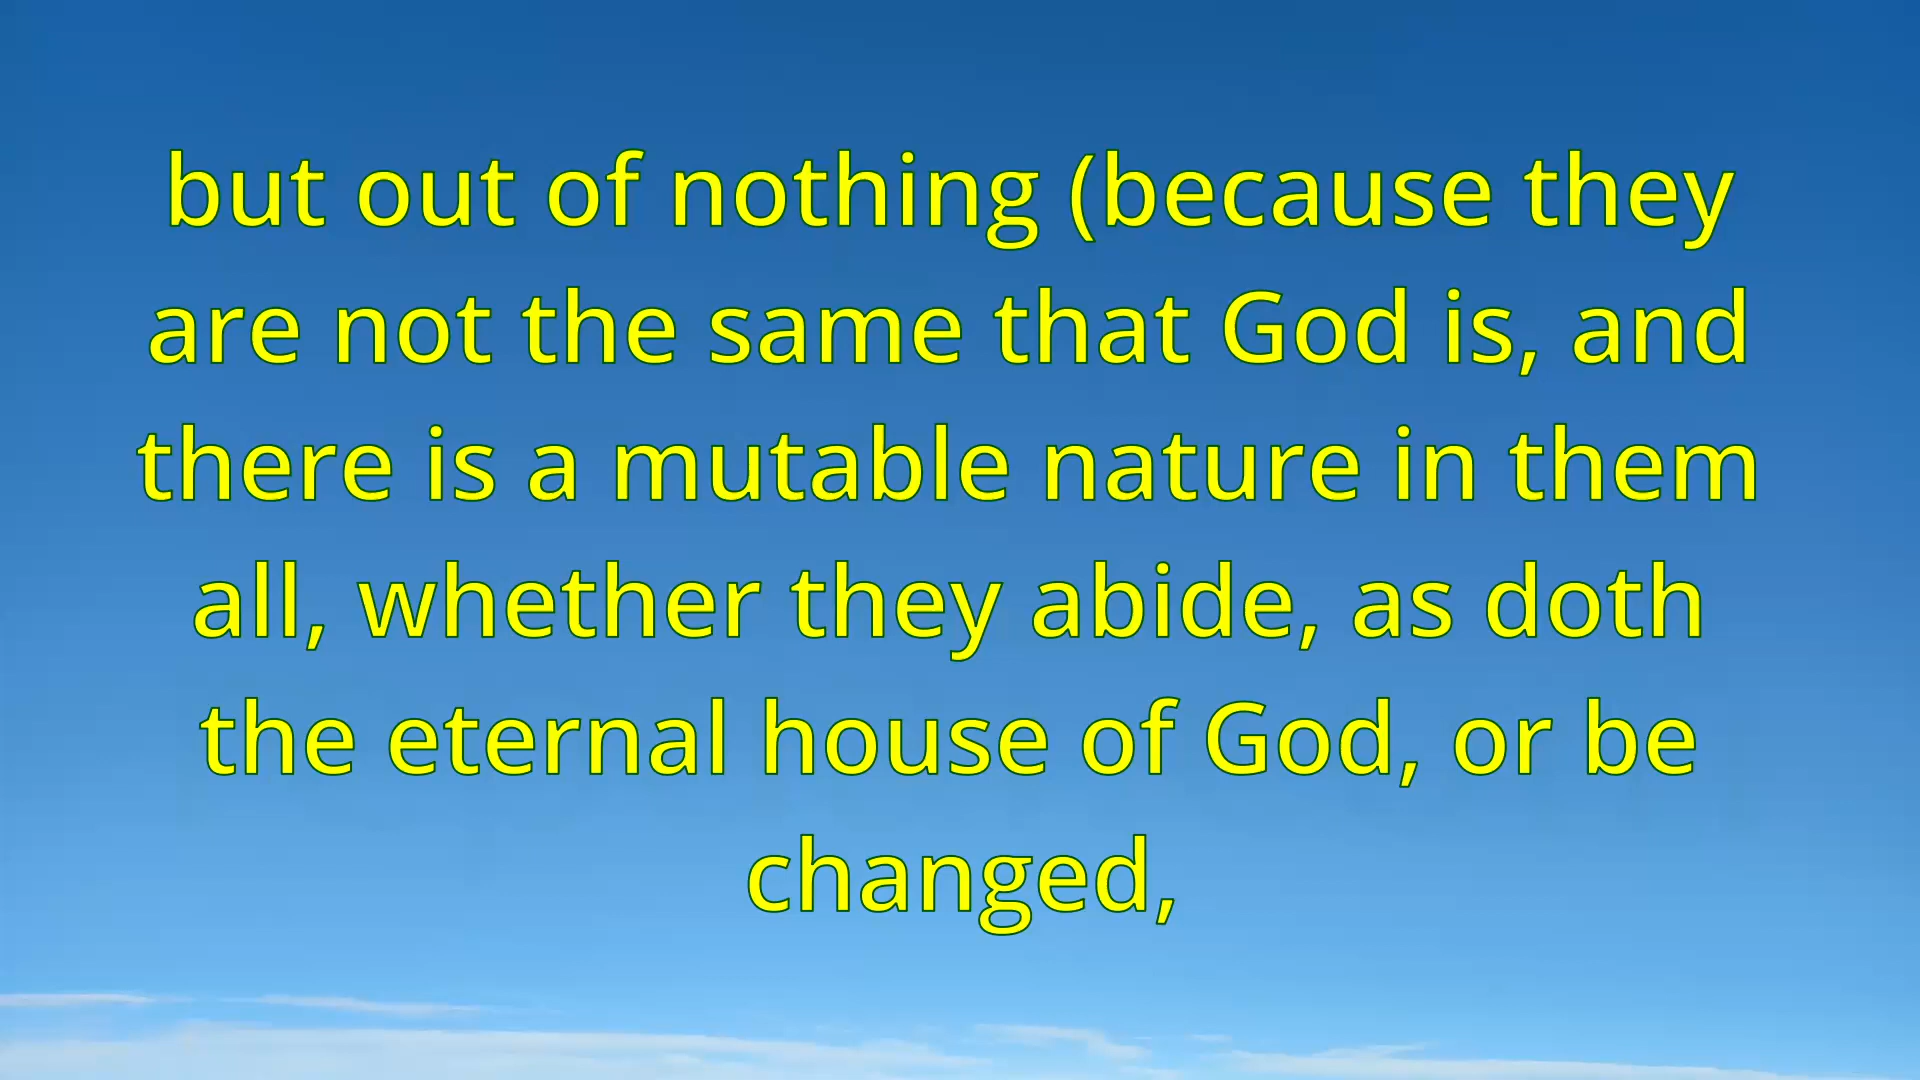 but out of nothing (because they
are not the same that God is, and
there is a mutable nature in them
all, whether they abide, as doth
the eternal house of God, or be
changed,